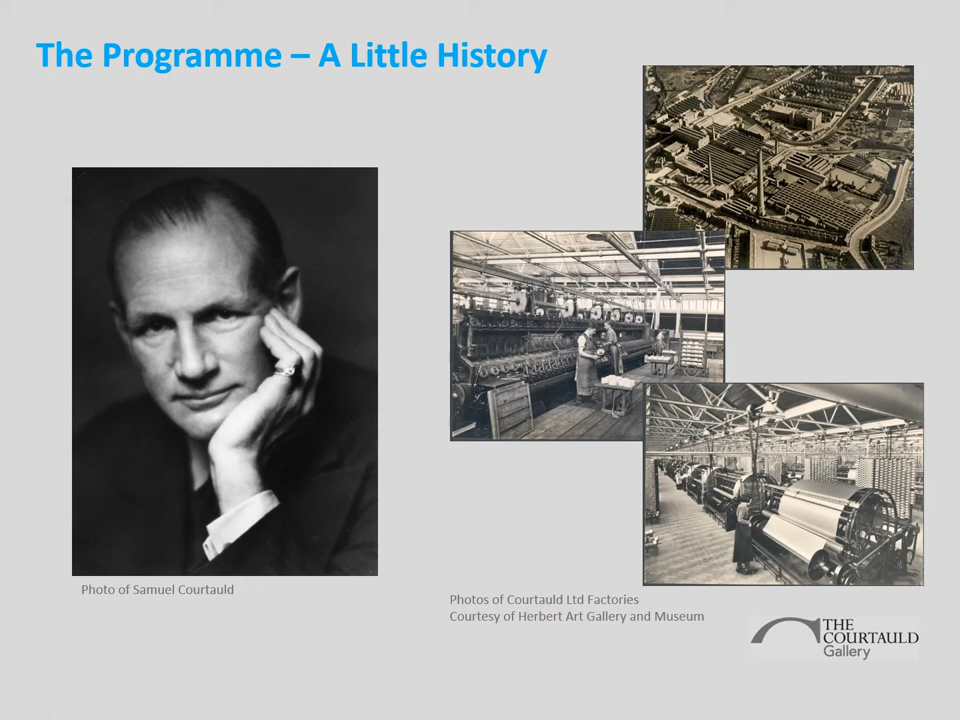 The Programme – A Little History
Photo of Samuel Courtauld
Photos of Courtauld Ltd Factories
Courtesy of Herbert Art Gallery and Museum
THE
COURTAULD
Gallery